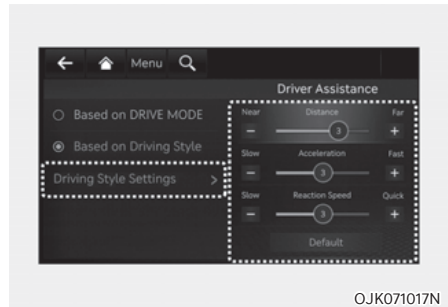 Menu
Driver Assistance
Based on DRIVE MODE
Based on Driving Style
Driving Style Settings >
Near Distance Far
− 3 +
Slow Acceleration Fast
− 3 +
Slow Reaction Speed Quick
− 3 +
Default
OJK071017N